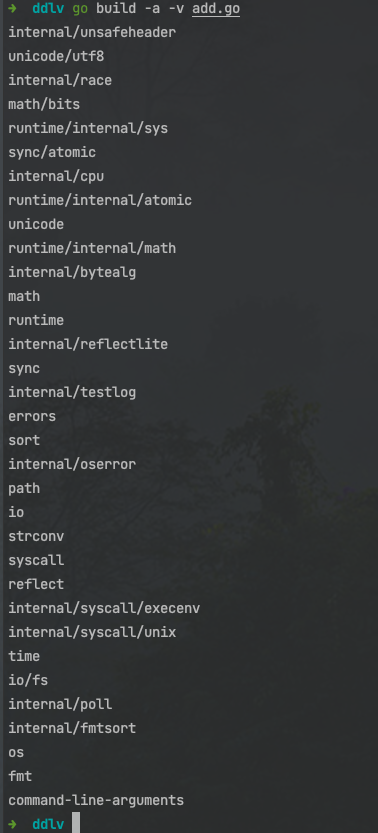 ➜ ddlv go build -a -v add.go
internal/unsafeheader
unicode/utf8
internal/race
math/bits
runtime/internal/sys
sync/atomic
internal/cpu
runtime/internal/atomic
unicode
runtime/internal/math
internal/bytealg
math
runtime
internal/reflectlite
sync
internal/testlog
errors
sort
internal/oserror
path
io
strconv
syscall
reflect
internal/syscall/execenv
internal/syscall/unix
time
io/fs
internal/poll
internal/fmtsort
os
fmt
command-line-arguments
➜ ddlv